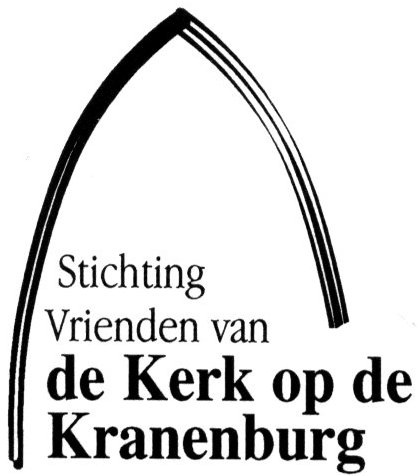 Stichting
Vrienden van
de Kerk op de
Kranenburg